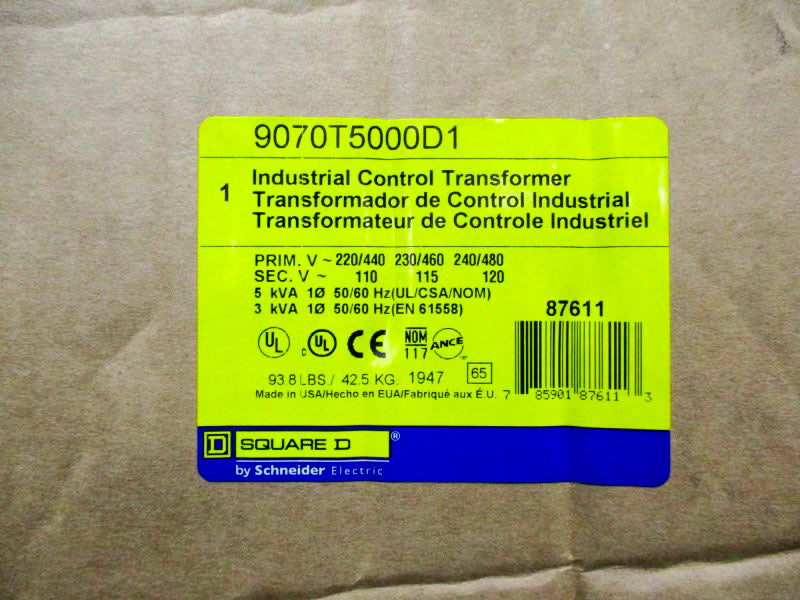 9070T5000D1
1
Industrial Control Transformer
Transformador de Control Industrial
Transformateur de Controle Industriel
PRIM. V ~ 220/440 230/460 240/480
SEC. V ~ 110 115 120
5 kVA 1Ø 50/60 Hz(UL/CSA/NOM)
3 kVA 1Ø 50/60 Hz(EN 61558)
87611
UL c UL CE NOM 117 ANCE
93.8 LBS./ 42.5 KG. 1947 65
Made in USA/Hecho en EUA/Fabriqué aux É.U.
7 85901 87611 3
D SQUARE D ®
by Schneider Electric